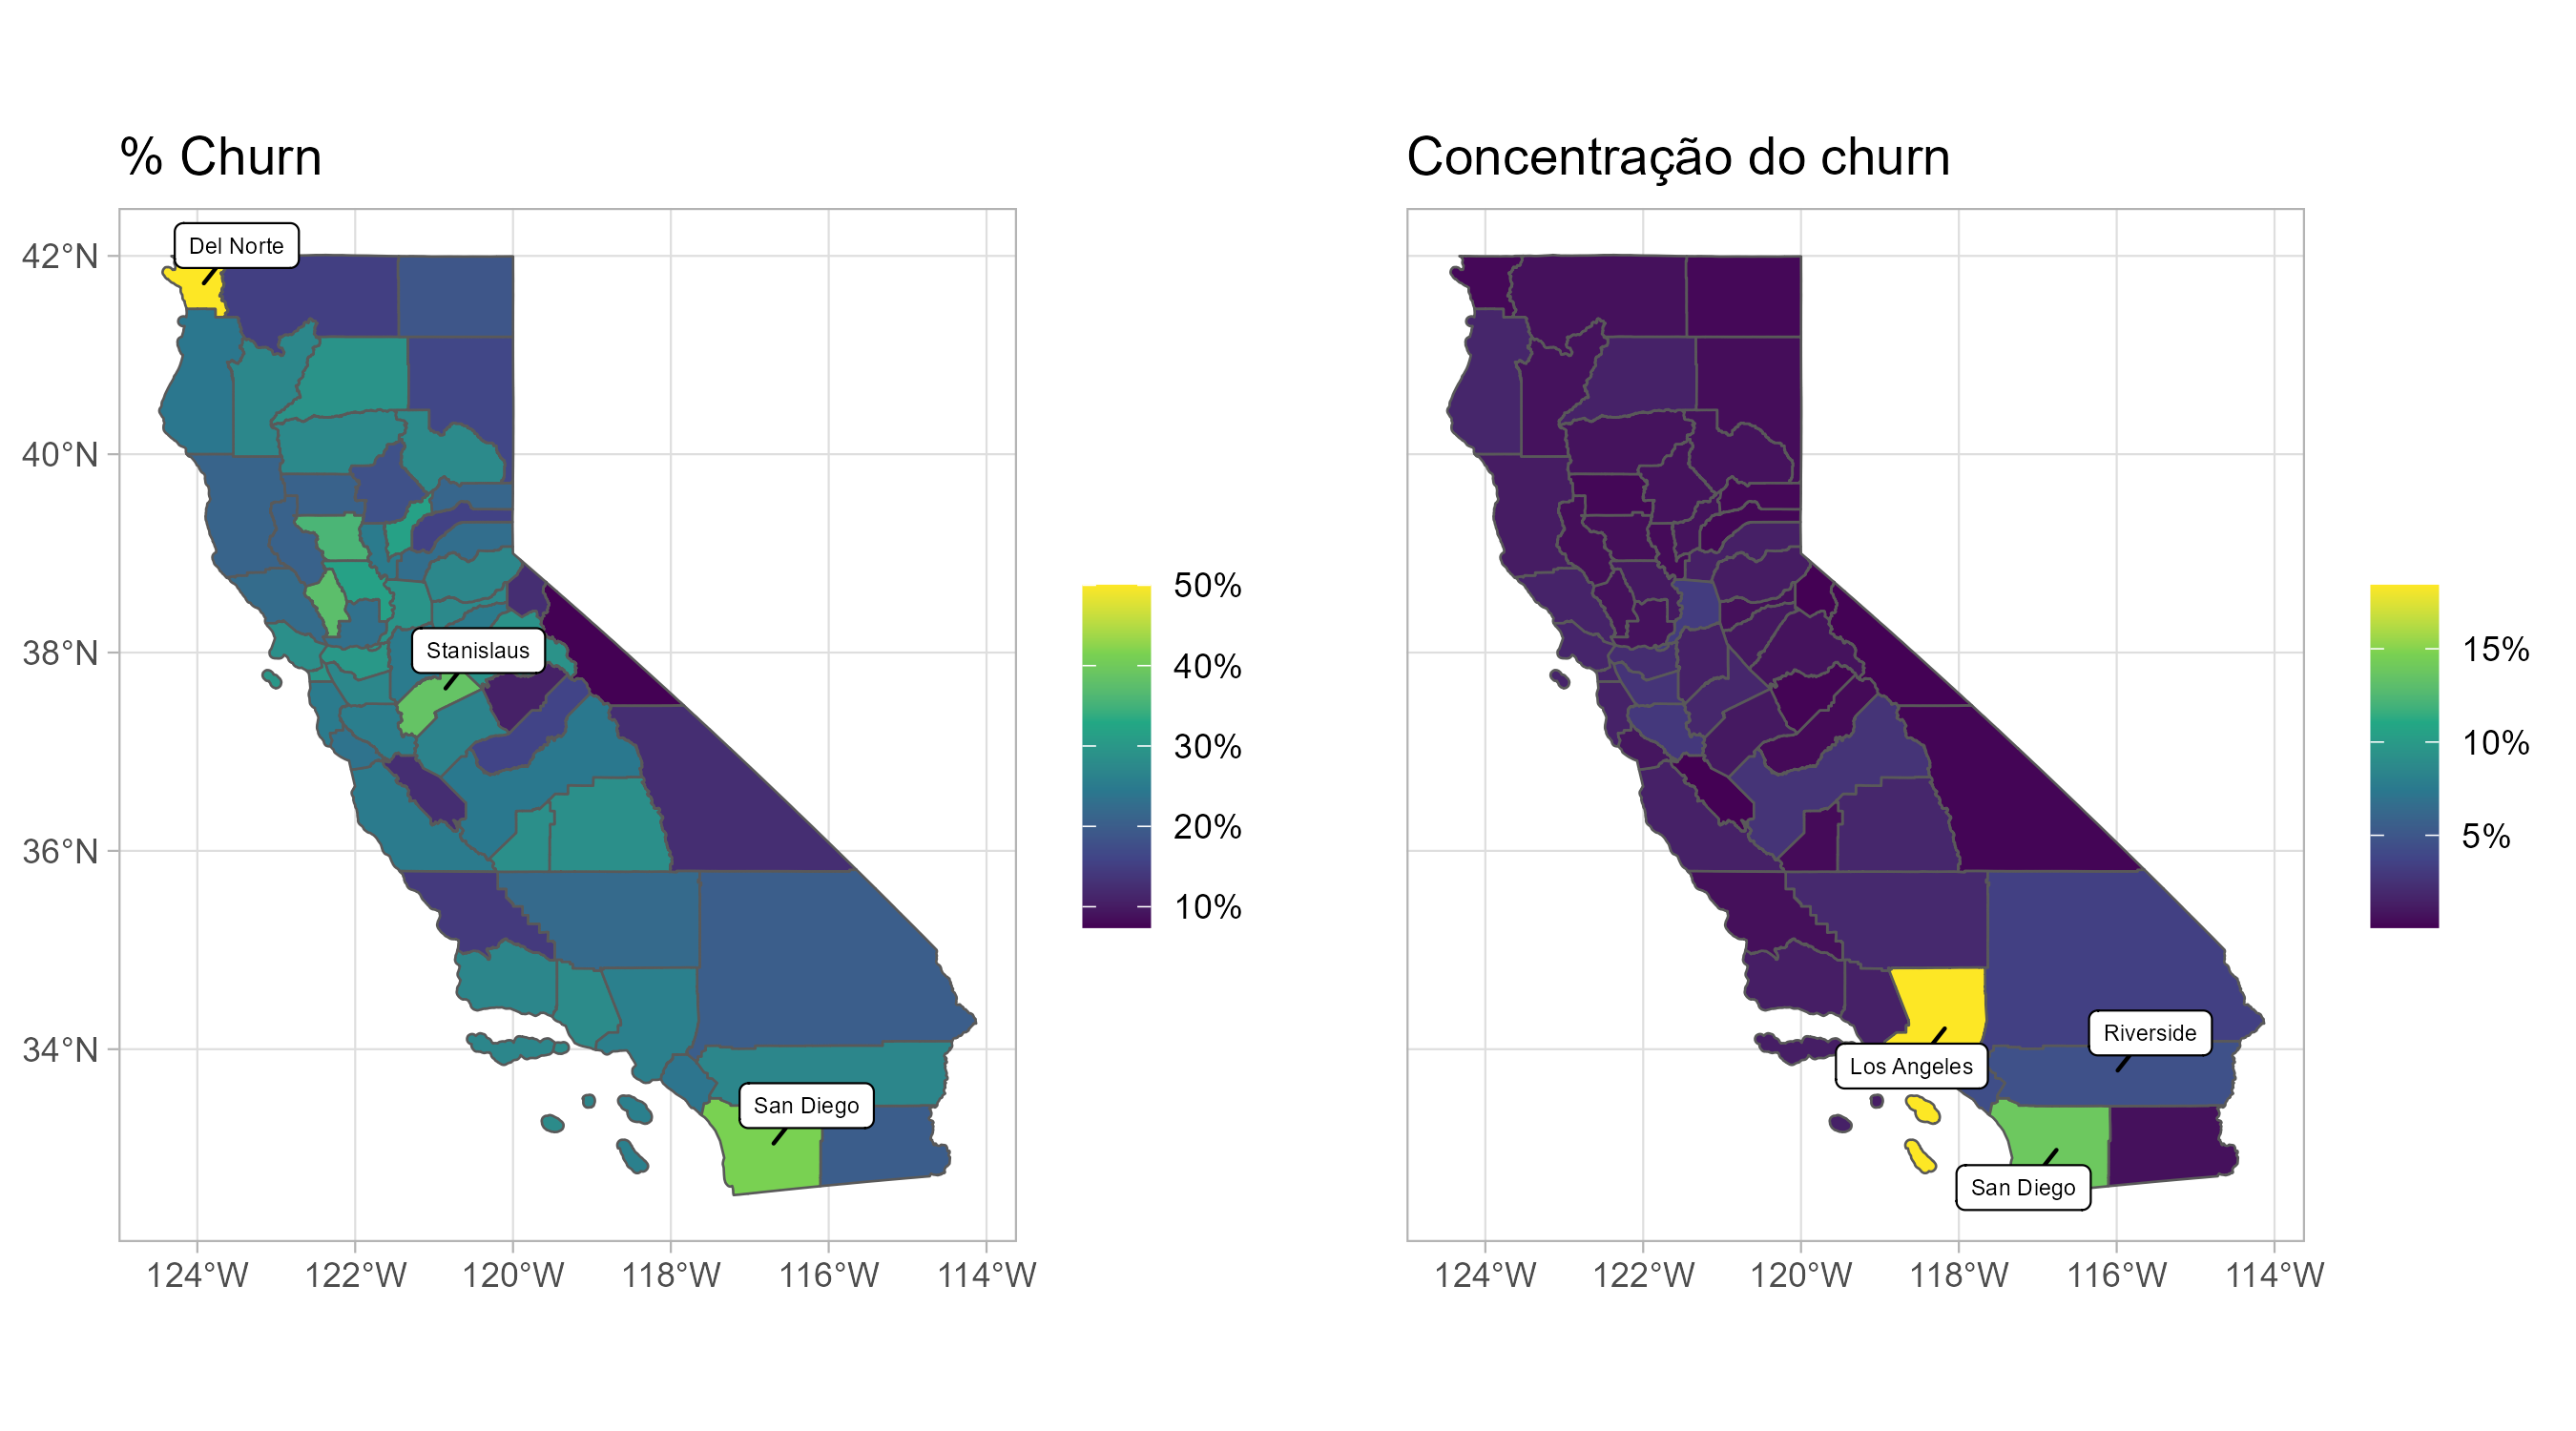 % Churn
Del Norte
Stanislaus
San Diego
42°N
40°N
38°N
36°N
34°N
124°W 122°W 120°W 118°W 116°W 114°W
50%
40%
30%
20%
10%
Concentração do churn
Riverside
Los Angeles
San Diego
124°W 122°W 120°W 118°W 116°W 114°W
15%
10%
5%